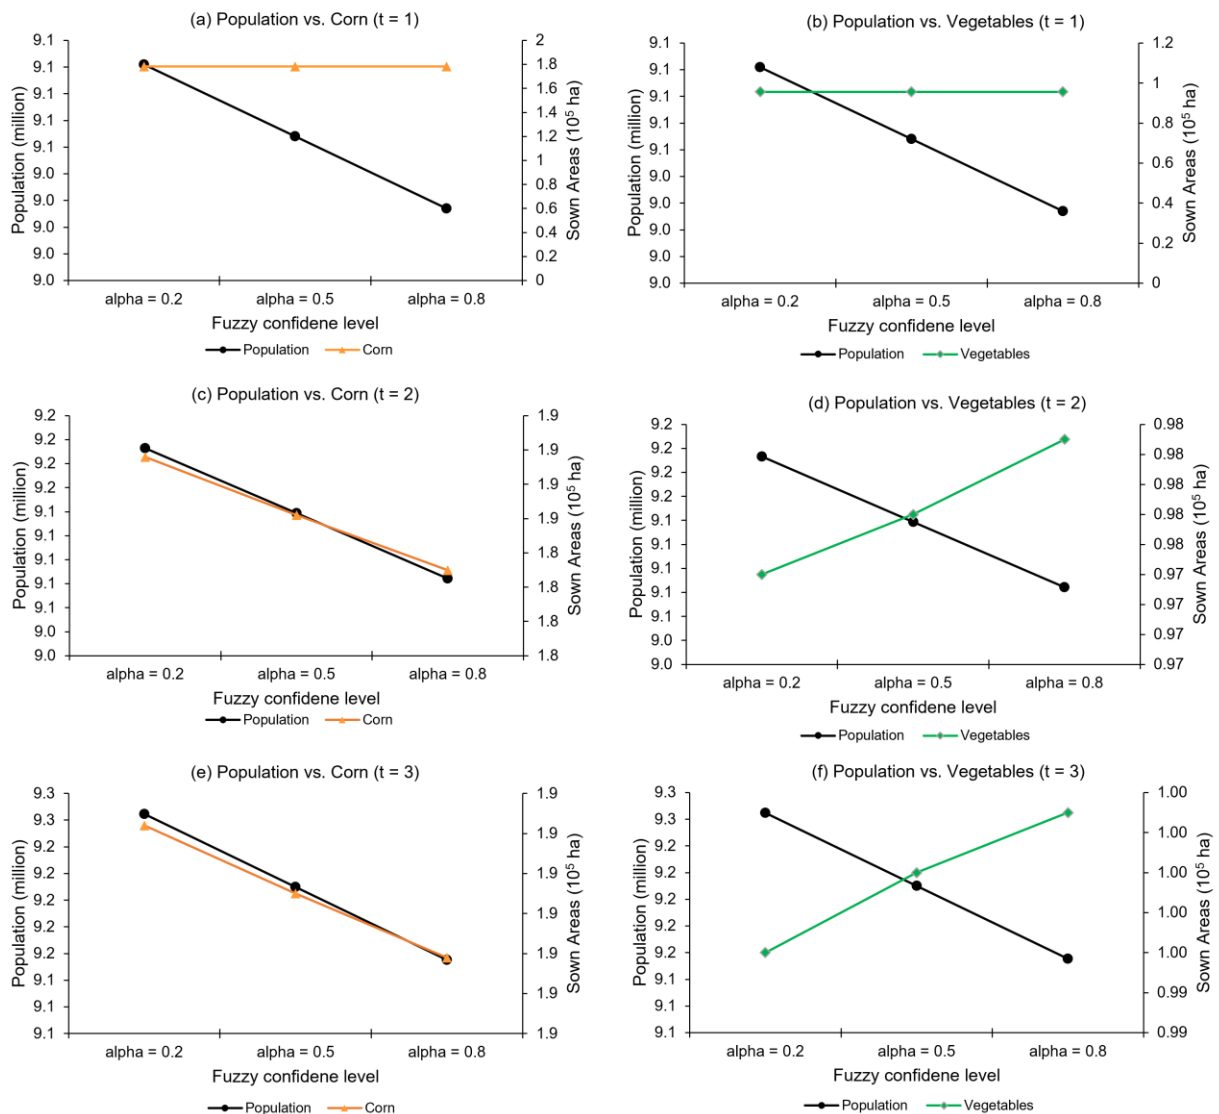 (a) Population vs. Corn (t = 1)
Population (million)
9.1
9.1
9.1
9.1
9.0
9.0
9.0
9.0
9.0
2
1.8
1.6
1.4
1.2
1
0.8
0.6
0.4
0.2
0
Sown Areas (10⁵ ha)
alpha = 0.2
alpha = 0.5
alpha = 0.8
Fuzzy confidene level
Population
Corn
(b) Population vs. Vegetables (t = 1)
Population (million)
9.1
9.1
9.1
9.1
9.1
9.0
9.0
9.0
9.0
9.0
1.2
1
0.8
0.6
0.4
0.2
0
Sown Areas (10⁵ ha)
alpha = 0.2
alpha = 0.5
alpha = 0.8
Fuzzy confidene level
Population
Vegetables
(c) Population vs. Corn (t = 2)
Population (million)
9.2
9.2
9.2
9.2
9.1
9.1
9.1
9.1
9.1
9.0
9.0
1.9
1.9
1.9
1.9
1.8
1.8
1.8
1.8
Sown Areas (10⁵ ha)
alpha = 0.2
alpha = 0.5
alpha = 0.8
Fuzzy confidene level
Population
Corn
(d) Population vs. Vegetables (t = 2)
Population (million)
9.2
9.2
9.2
9.2
9.1
9.1
9.1
9.1
9.1
9.0
9.0
0.98
0.98
0.98
0.98
0.98
0.97
0.97
0.97
0.97
Sown Areas (10⁵ ha)
alpha = 0.2
alpha = 0.5
alpha = 0.8
Fuzzy confidene level
Population
Vegetables
(e) Population vs. Corn (t = 3)
Population (million)
9.3
9.3
9.2
9.2
9.2
9.2
9.2
9.1
9.1
1.9
1.9
1.9
1.9
1.9
1.9
1.9
Sown Areas (10⁵ ha)
alpha = 0.2
alpha = 0.5
alpha = 0.8
Fuzzy confidene level
Population
Corn
(f) Population vs. Vegetables (t = 3)
Population (million)
9.3
9.3
9.2
9.2
9.2
9.2
9.2
9.1
9.1
1.00
1.00
1.00
1.00
1.00
0.99
0.99
Sown Areas (10⁵ ha)
alpha = 0.2
alpha = 0.5
alpha = 0.8
Fuzzy confidene level
Population
Vegetables